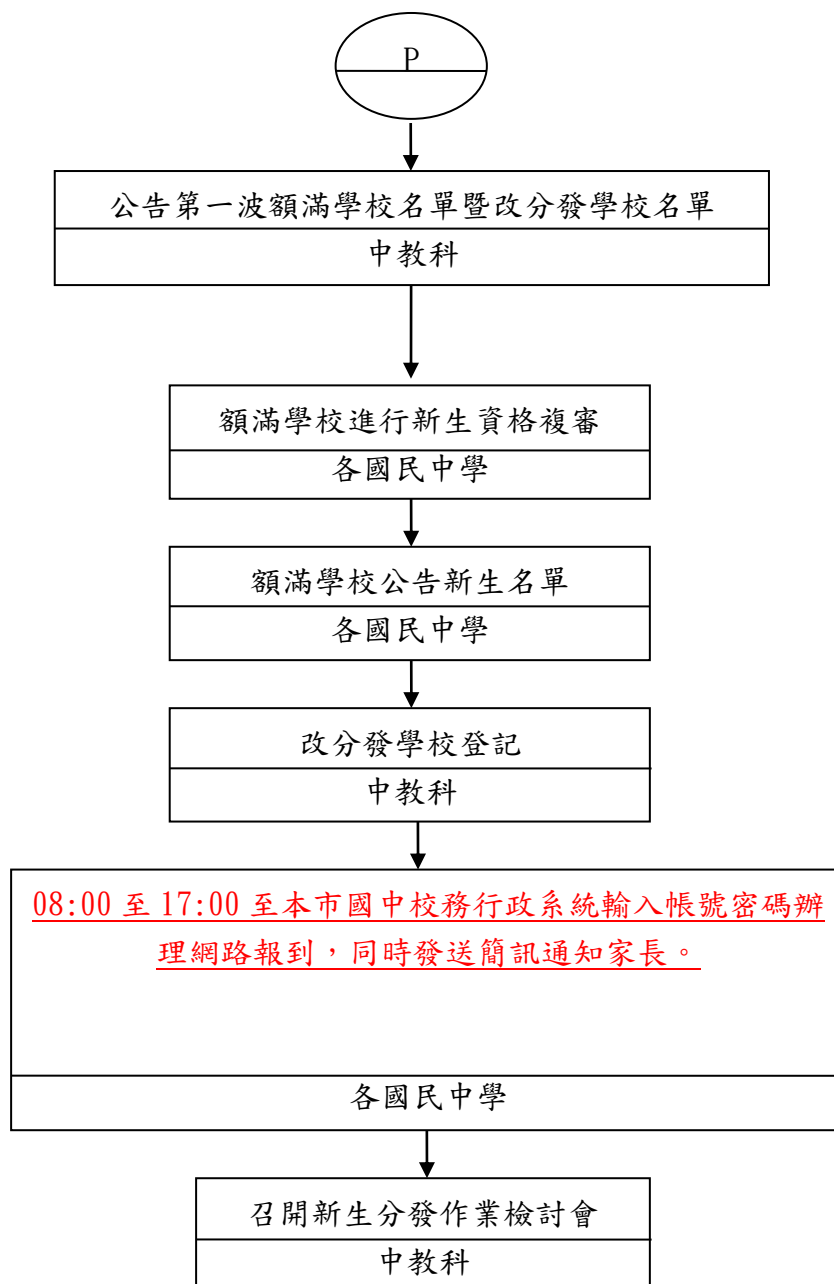 P
公告第一波額滿學校名單暨改分發學校名單
中教科
額滿學校進行新生資格複審
各國民中學
額滿學校公告新生名單
各國民中學
改分發學校登記
中教科
08:00 至 17:00 至本市國中校務行政系統輸入帳號密碼辦
理網路報到，同時發送簡訊通知家長。
各國民中學
召開新生分發作業檢討會
中教科